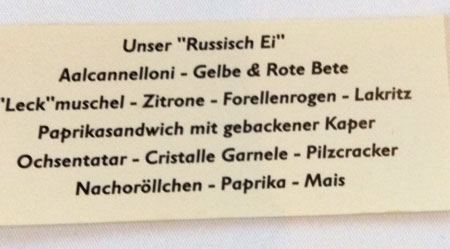 Unser "Russisch Ei"
Aalcannelloni - Gelbe & Rote Bete
"Leck"muschel - Zitrone - Forellenrogen - Lakritz
Paprikasandwich mit gebackener Kaper
Ochsentatar - Cristalle Garnele - Pilzcracker
Nachoröllchen - Paprika - Mais